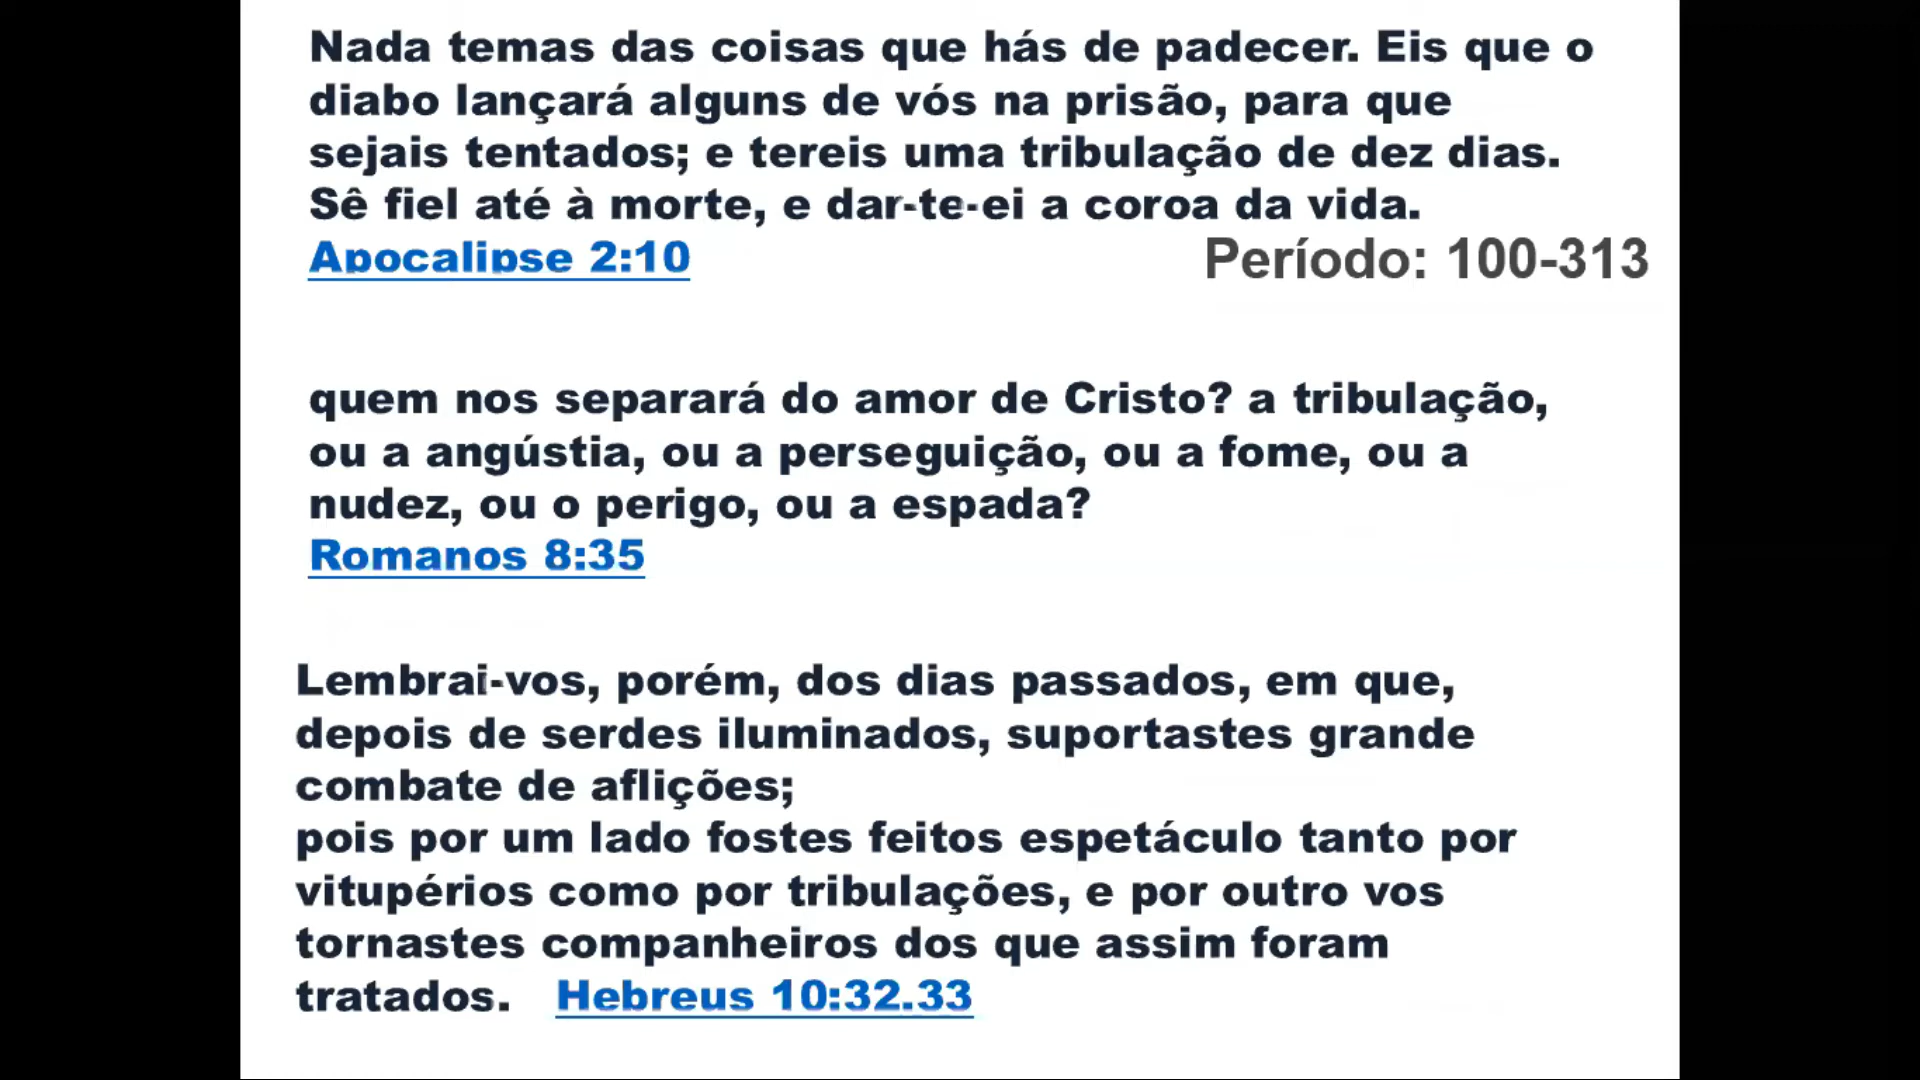 Nada temas das coisas que hás de padecer. Eis que o
diabo lançará alguns de vós na prisão, para que
sejais tentados; e tereis uma tribulação de dez dias.
Sê fiel até à morte, e dar-te-ei a coroa da vida.
Apocalipse 2:10 Período: 100-313
quem nos separará do amor de Cristo? a tribulação,
ou a angústia, ou a perseguição, ou a fome, ou a
nudez, ou o perigo, ou a espada?
Romanos 8:35
Lembrai-vos, porém, dos dias passados, em que,
depois de serdes iluminados, suportastes grande
combate de aflições;
pois por um lado fostes feitos espetáculo tanto por
vitupérios como por tribulações, e por outro vos
tornastes companheiros dos que assim foram
tratados. Hebreus 10:32.33